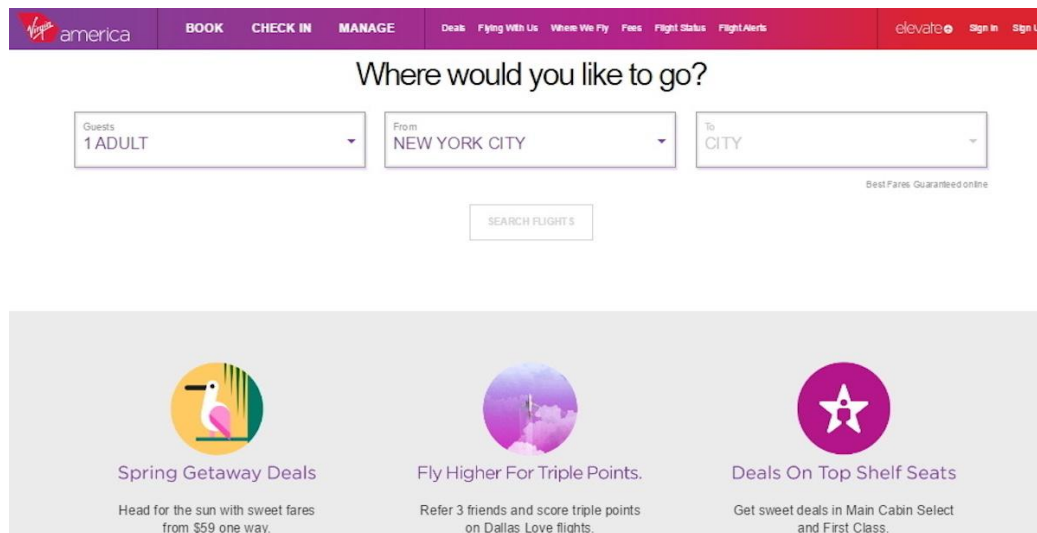 Virgin america BOOK CHECK IN MANAGE Deals Flying With Us Where We Fly Fees Flight Status Flight Alerts elevate Sign In Sign U
Where would you like to go?
Guests From To
1 ADULT NEW YORK CITY CITY
Best Fares Guaranteed online
SEARCH FLIGHTS
Spring Getaway Deals Fly Higher For Triple Points. Deals On Top Shelf Seats
Head for the sun with sweet fares Refer 3 friends and score triple points Get sweet deals in Main Cabin Select
from $59 one way. on Dallas Love flights. and First Class.